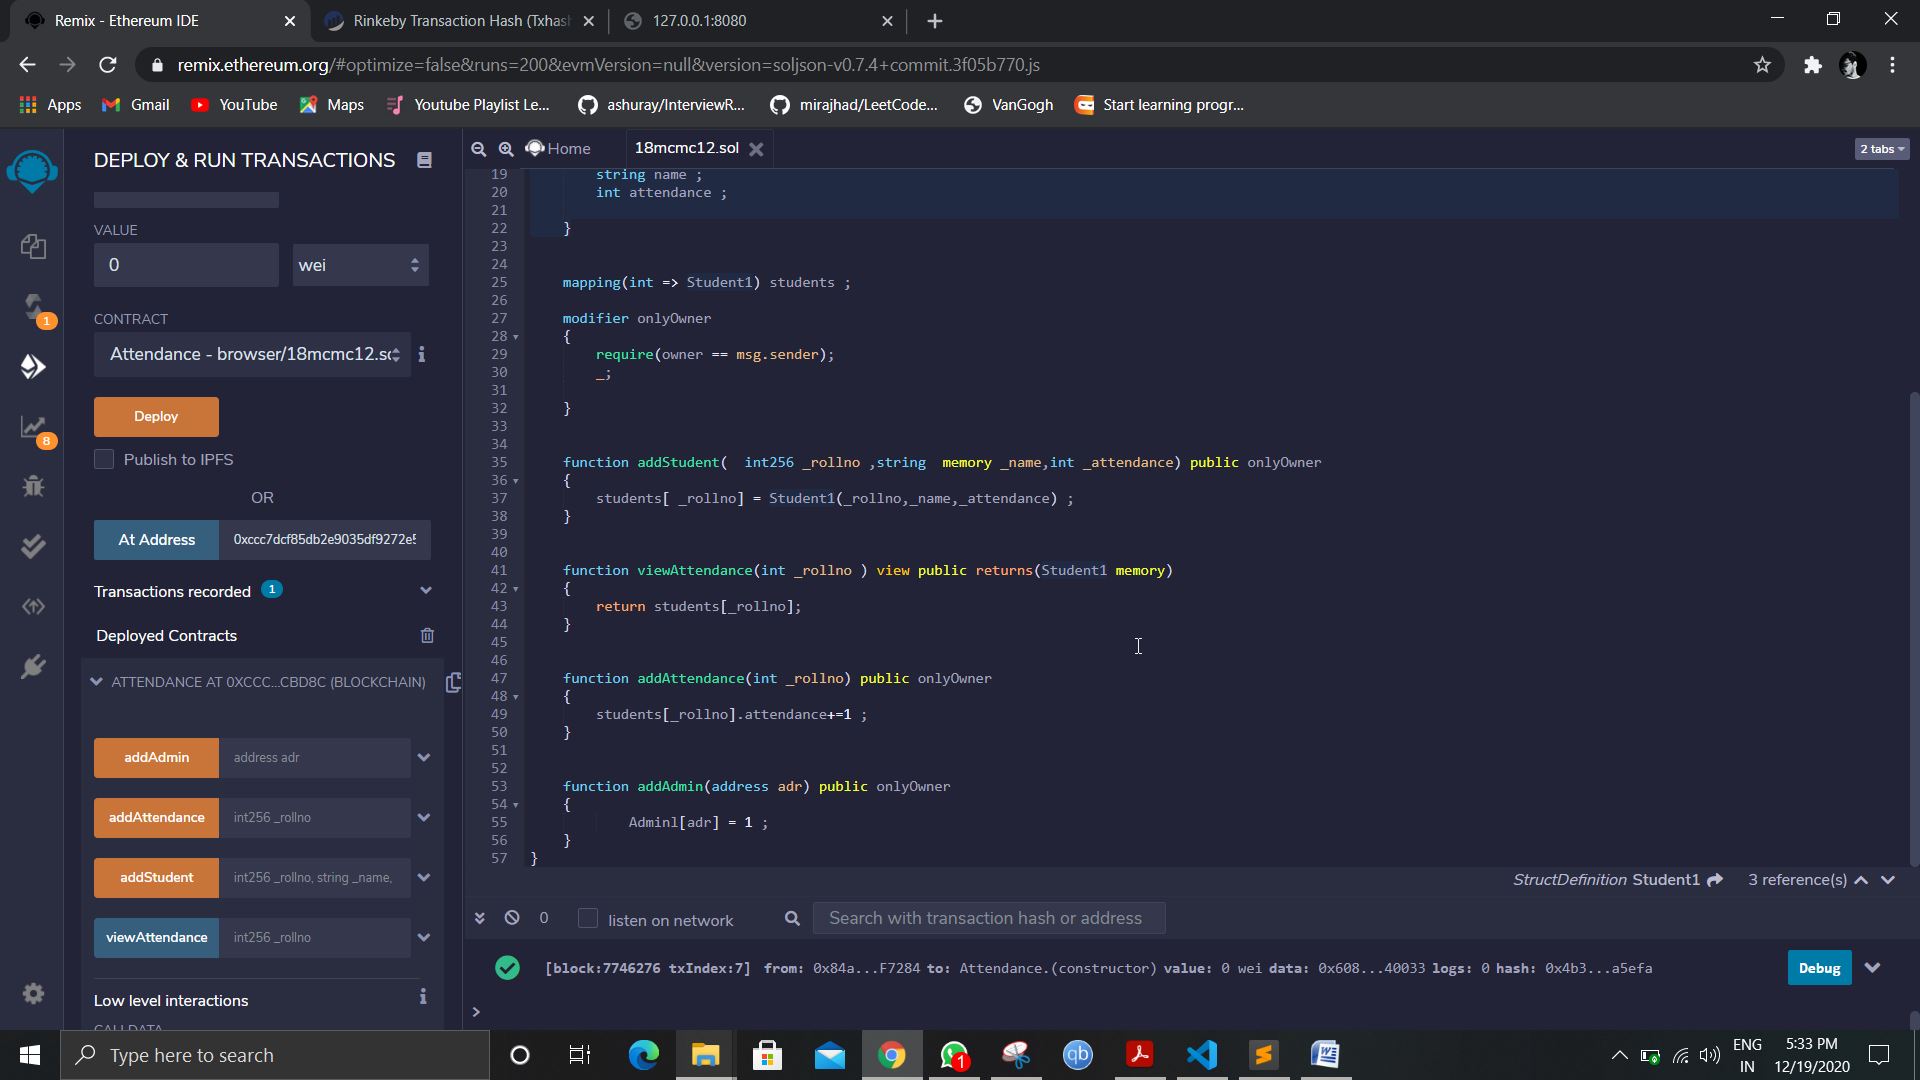 Remix - Ethereum IDE
Rinkeby Transaction Hash (Txhas
127.0.0.1:8080
remix.ethereum.org/#optimize=false&runs=200&evmVersion=null&version=soljson-v0.7.4+commit.3f05b770.js
Apps
Gmail
YouTube
Maps
Youtube Playlist Le...
ashuray/InterviewR...
mirajhad/LeetCode...
VanGogh
Start learning progr...
DEPLOY & RUN TRANSACTIONS
VALUE
0
wei
CONTRACT
Attendance - browser/18mcmc12.sc
Deploy
Publish to IPFS
OR
At Address
0xccc7dcf85db2e9035df9272e5
Transactions recorded 1
Deployed Contracts
ATTENDANCE AT 0XCCC...CBD8C (BLOCKCHAIN)
addAdmin address adr
addAttendance int256 _rollno
addStudent int256 _rollno, string _name,
viewAttendance int256 _rollno
Low level interactions
CALLDATA
1
8
Home
18mcmc12.sol
2 tabs
19 string name ;
20 int attendance ;
21
22 }
23
24
25 mapping(int => Student1) students ;
26
27 modifier onlyOwner
28 {
29 require(owner == msg.sender);
30 _;
31
32 }
33
34
35 function addStudent( int256 _rollno ,string memory _name,int _attendance) public onlyOwner
36 {
37 students[ _rollno] = Student1(_rollno,_name,_attendance) ;
38 }
39
40
41 function viewAttendance(int _rollno ) view public returns(Student1 memory)
42 {
43 return students[_rollno];
44 }
45
46
47 function addAttendance(int _rollno) public onlyOwner
48 {
49 students[_rollno].attendance+=1 ;
50 }
51
52
53 function addAdmin(address adr) public onlyOwner
54 {
55 Adminl[adr] = 1 ;
56 }
57 }
StructDefinition Student1 3 reference(s)
0
listen on network
Search with transaction hash or address
[block:7746276 txIndex:7] from: 0x84a...F7284 to: Attendance.(constructor) value: 0 wei data: 0x608...40033 logs: 0 hash: 0x4b3...a5efa
Debug
>
Type here to search
1
qb
ENG
IN
5:33 PM
12/19/2020